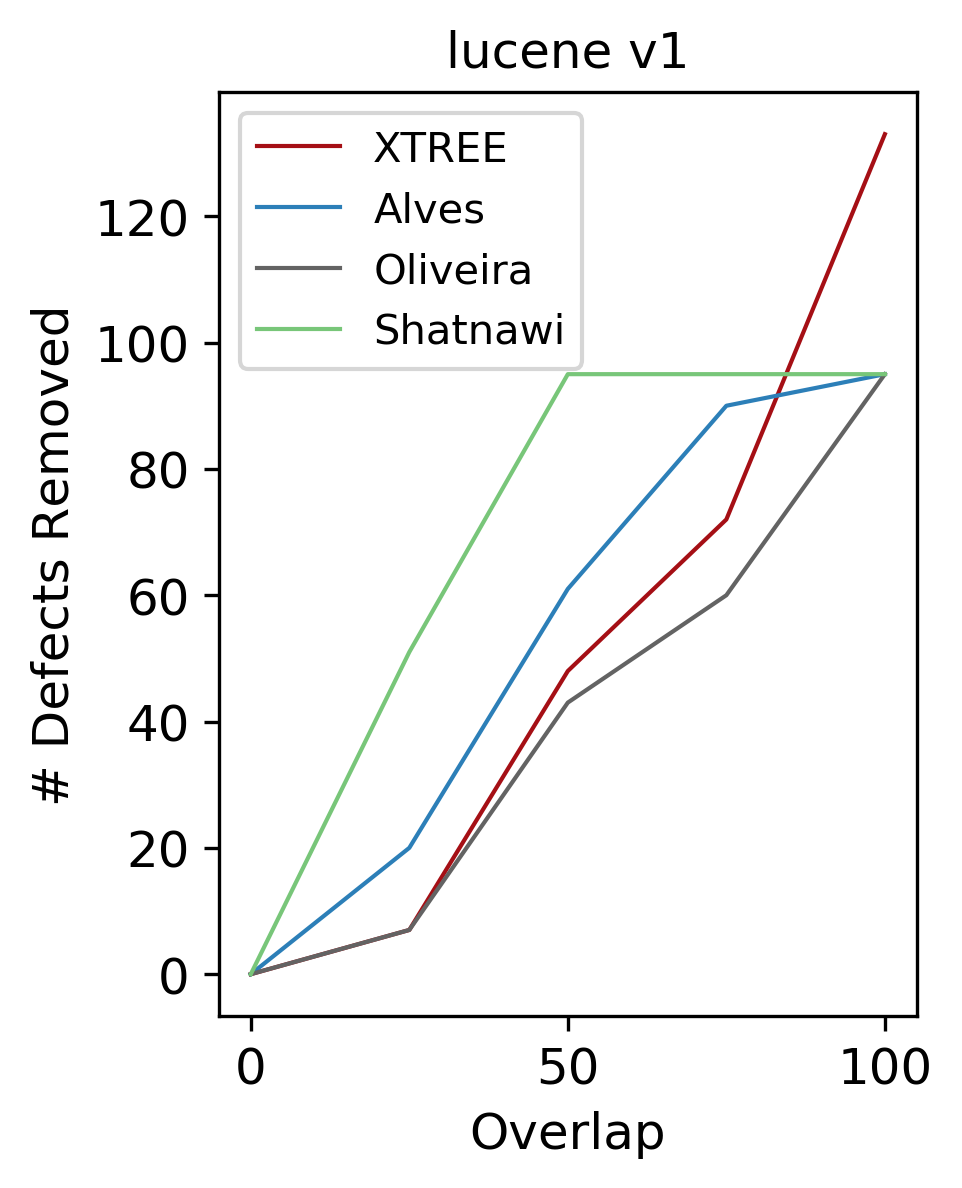 lucene v1
XTREE
Alves
Oliveira
Shatnawi
# Defects Removed
120
100
80
60
40
20
0
0 50 100
Overlap